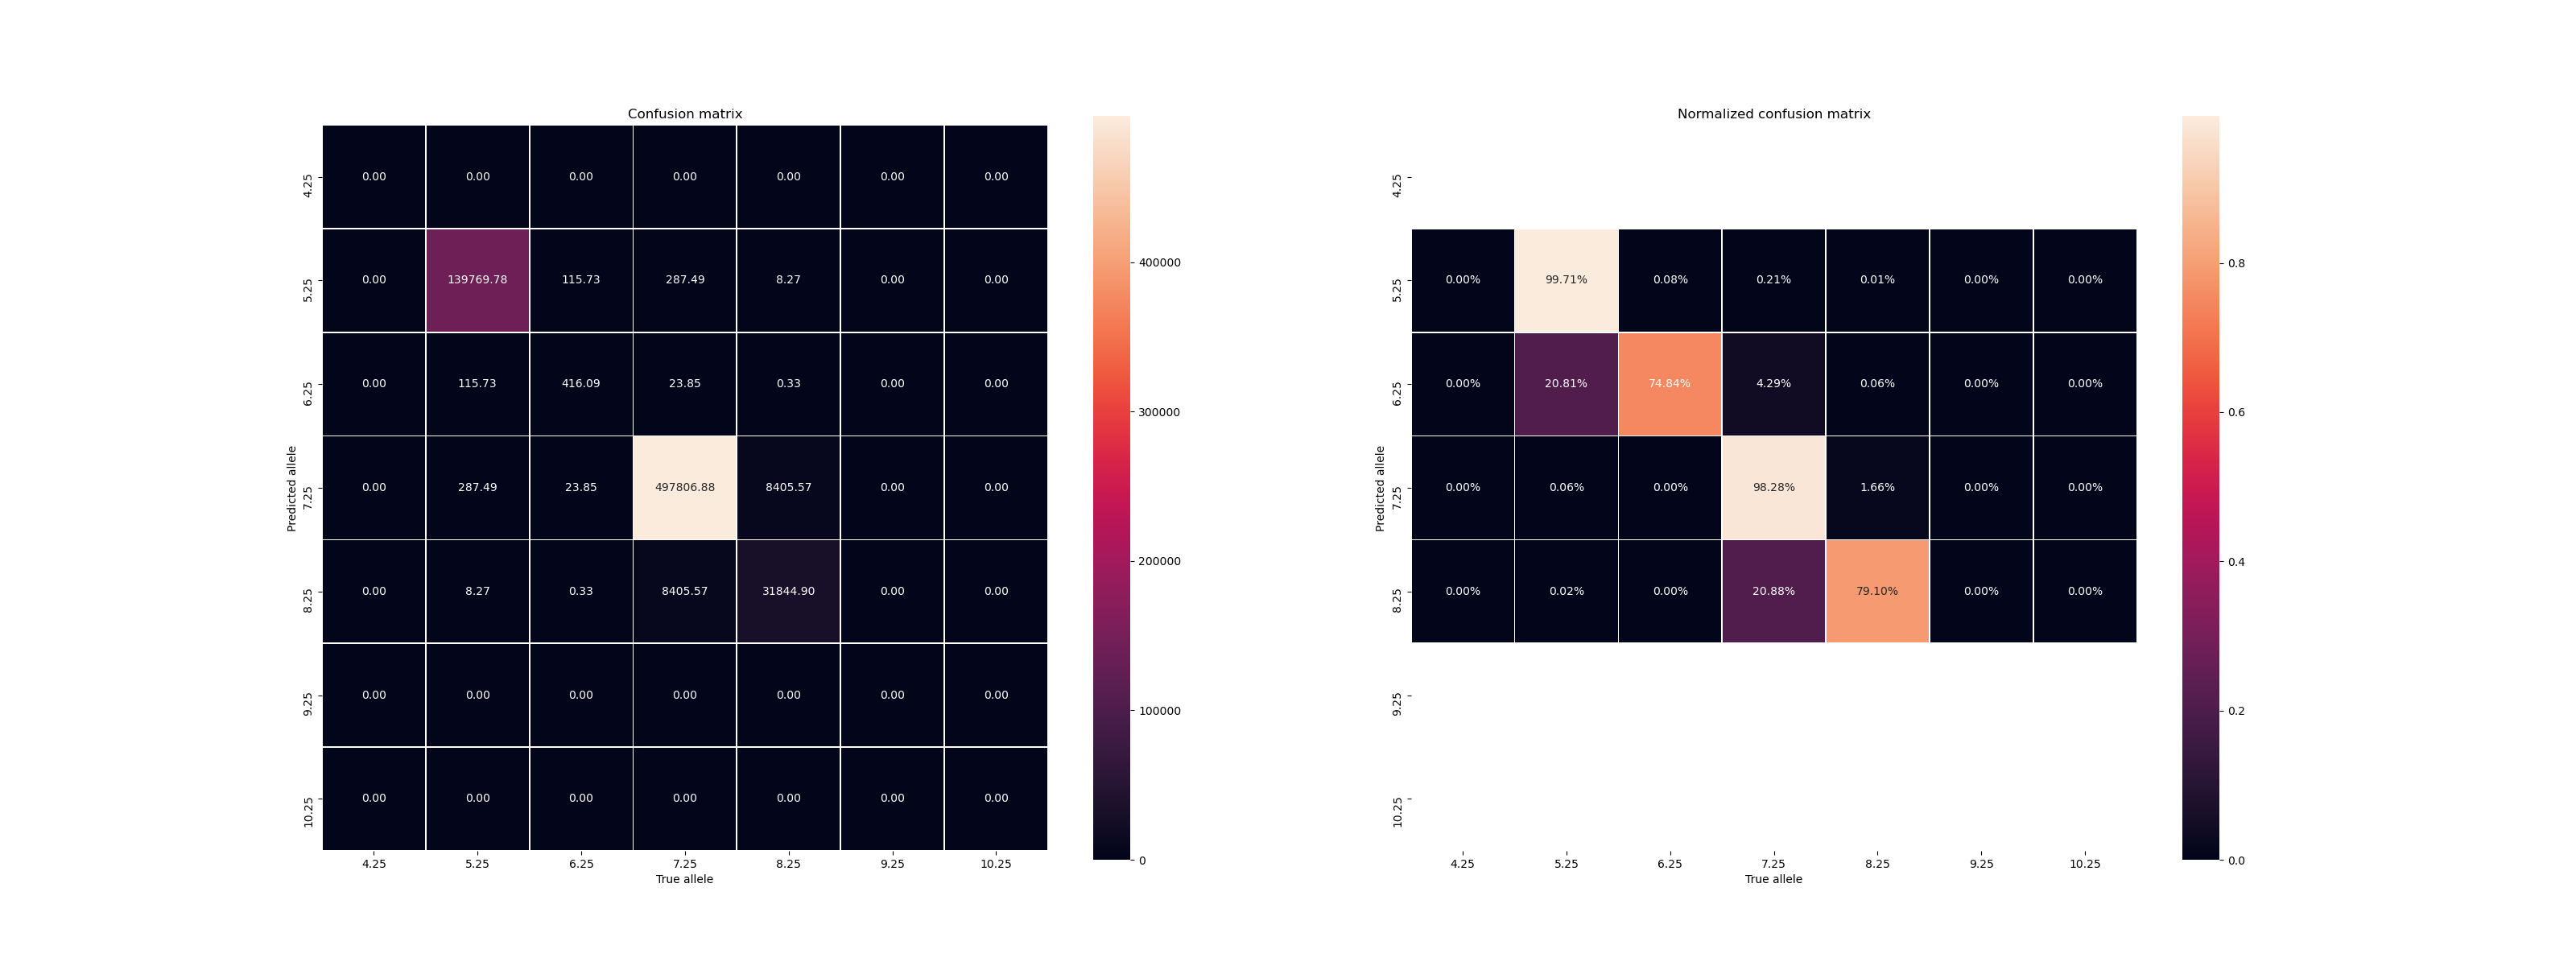 Confusion matrix
4.25 0.00 0.00 0.00 0.00 0.00 0.00 0.00
5.25 0.00 139769.78 115.73 287.49 8.27 0.00 0.00
6.25 0.00 115.73 416.09 23.85 0.33 0.00 0.00
7.25 0.00 287.49 23.85 497806.88 8405.57 0.00 0.00
8.25 0.00 8.27 0.33 8405.57 31844.90 0.00 0.00
9.25 0.00 0.00 0.00 0.00 0.00 0.00 0.00
10.25 0.00 0.00 0.00 0.00 0.00 0.00 0.00
Predicted allele
4.25 5.25 6.25 7.25 8.25 9.25 10.25
True allele
400000
300000
200000
100000
0
Normalized confusion matrix
4.25
5.25 0.00% 99.71% 0.08% 0.21% 0.01% 0.00% 0.00%
6.25 0.00% 20.81% 74.84% 4.29% 0.06% 0.00% 0.00%
7.25 0.00% 0.06% 0.00% 98.28% 1.66% 0.00% 0.00%
8.25 0.00% 0.02% 0.00% 20.88% 79.10% 0.00% 0.00%
9.25
10.25
Predicted allele
4.25 5.25 6.25 7.25 8.25 9.25 10.25
True allele
0.8
0.6
0.4
0.2
0.0